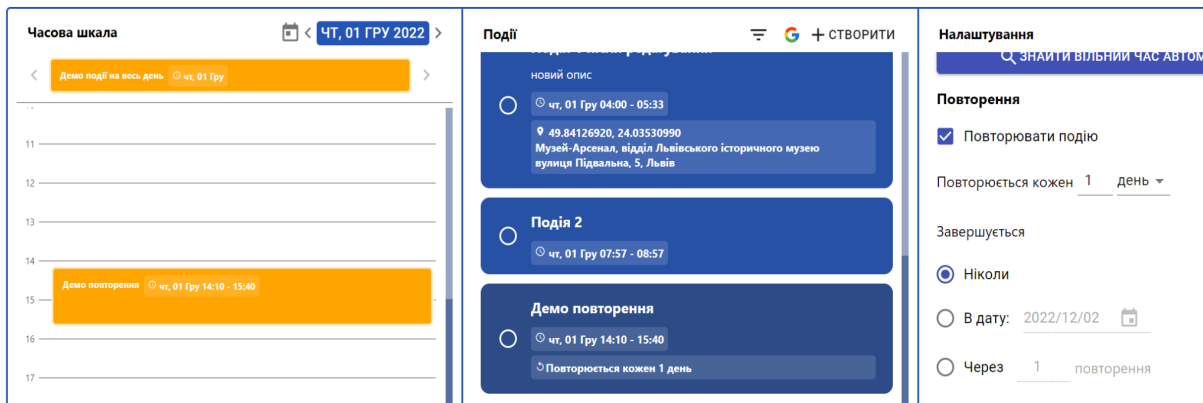 Часова шкала
ЧТ, 01 ГРУ 2022
Демо події на весь день чт, 01 Гру
11
12
13
14
Демо повторення чт, 01 Гру 14:10 - 15:40
15
16
17
Події
СТВОРИТИ
новий опис
чт, 01 Гру 04:00 - 05:33
49.84126920, 24.03530990
Музей-Арсенал, відділ Львівського історичного музею
вулиця Підвальна, 5, Львів
Подія 2
чт, 01 Гру 07:57 - 08:57
Демо повторення
чт, 01 Гру 14:10 - 15:40
Повторюється кожен 1 день
Налаштування
ЗНАЙТИ ВІЛЬНИЙ ЧАС АВТОМ
Повторення
Повторювати подію
Повторюється кожен 1 день
Завершується
Ніколи
В дату: 2022/12/02
Через 1 повторення